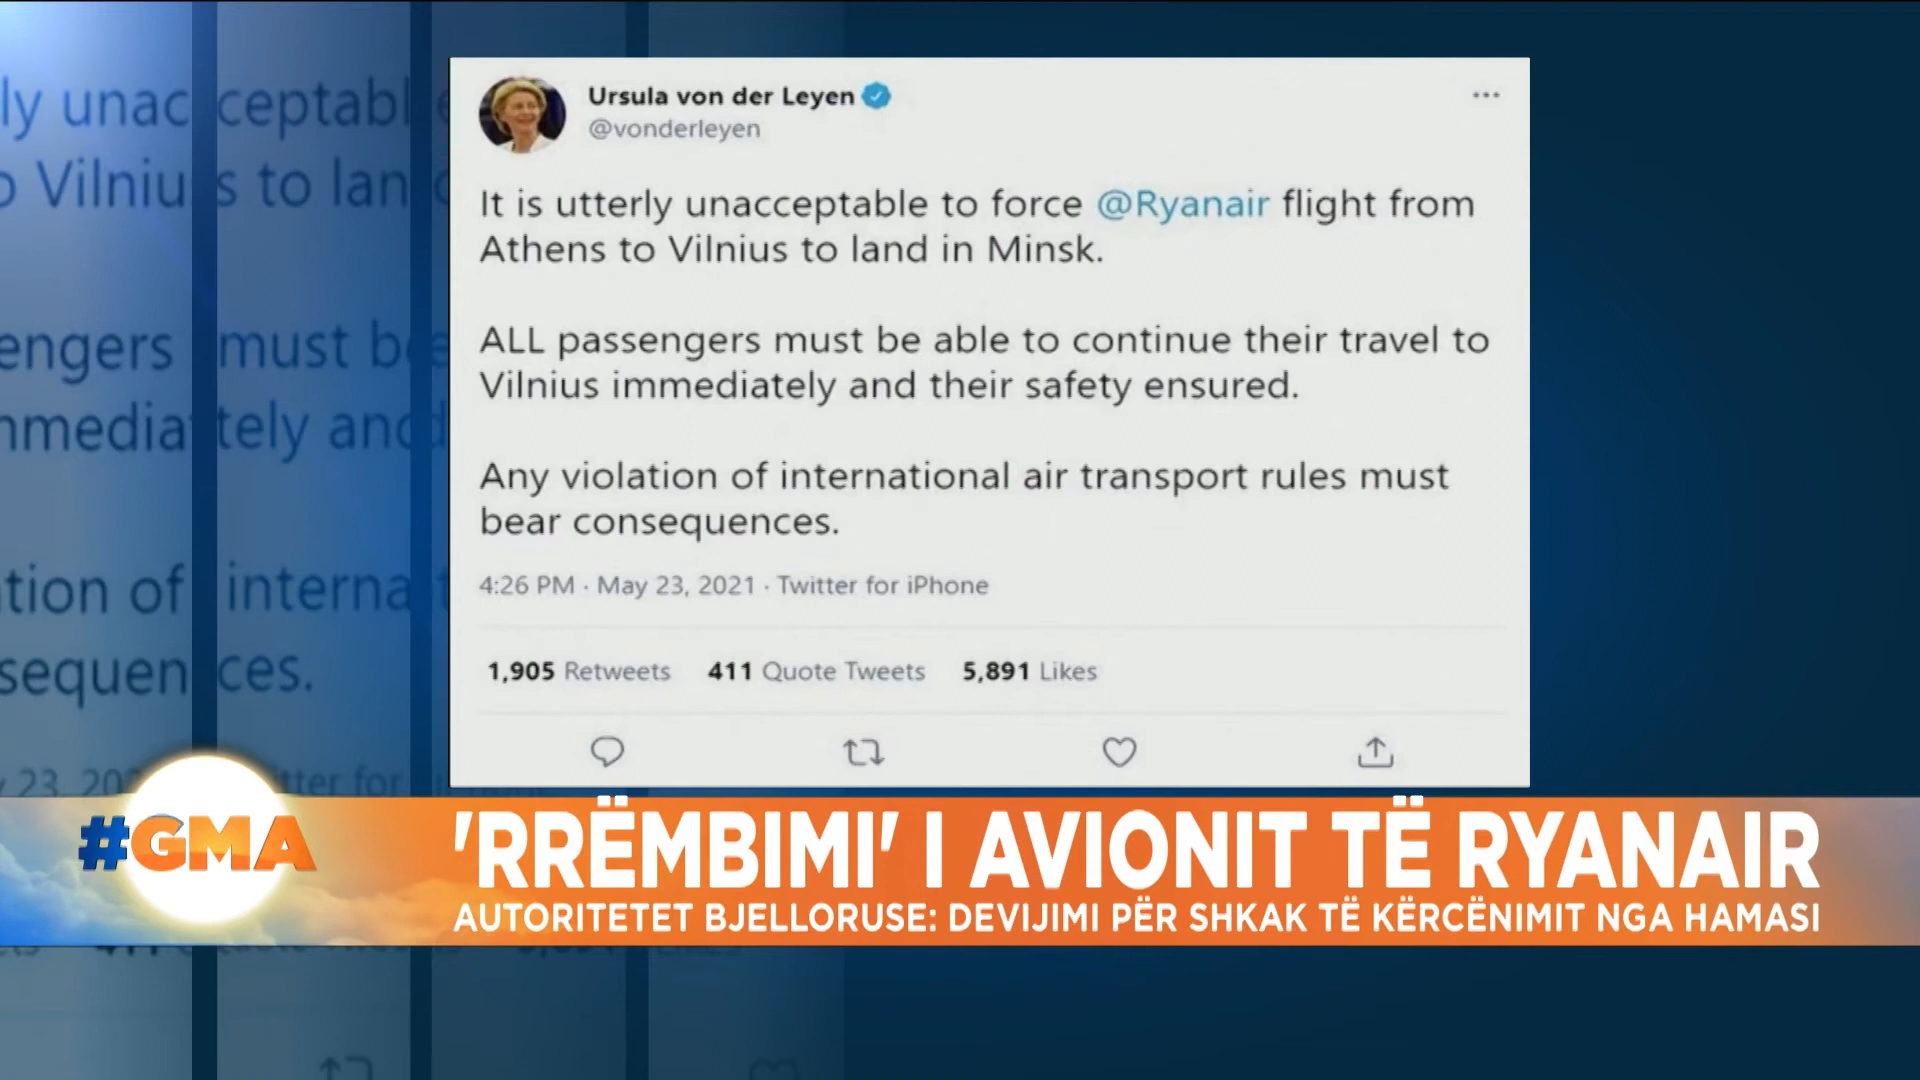 Ursula von der Leyen
@vonderleyen
It is utterly unacceptable to force @Ryanair flight from
Athens to Vilnius to land in Minsk.
ALL passengers must be able to continue their travel to
Vilnius immediately and their safety ensured.
Any violation of international air transport rules must
bear consequences.
4:26 PM · May 23, 2021 · Twitter for iPhone
1,905 Retweets 411 Quote Tweets 5,891 Likes
#GMA
'RRËMBIMI' I AVIONIT TË RYANAIR
AUTORITETET BJELLORUSE: DEVIJIMI PËR SHKAK TË KËRCËNIMIT NGA HAMASI